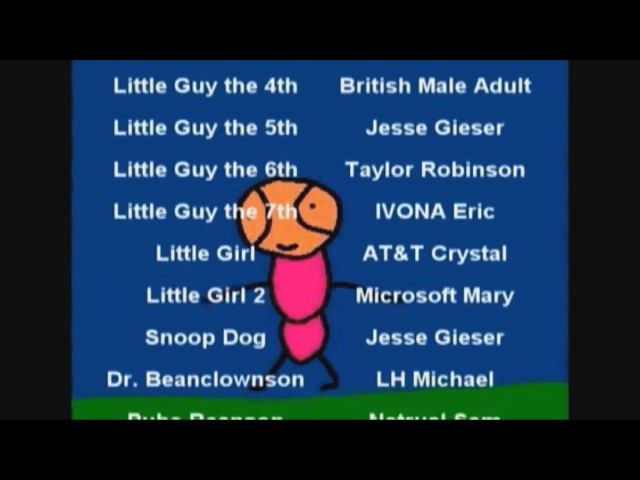 Little Guy the 4th British Male Adult
Little Guy the 5th Jesse Gieser
Little Guy the 6th Taylor Robinson
Little Guy the 7th IVONA Eric
Little Girl AT&T Crystal
Little Girl 2 Microsoft Mary
Snoop Dog Jesse Gieser
Dr. Beanclownson LH Michael